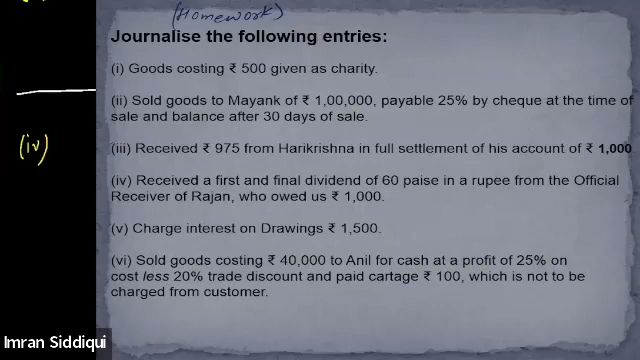 (Homework)
Journalise the following entries:
(i) Goods costing ₹ 500 given as charity.
(ii) Sold goods to Mayank of ₹ 1,00,000, payable 25% by cheque at the time of
sale and balance after 30 days of sale.
(iii) Received ₹ 975 from Harikrishna in full settlement of his account of ₹ 1,000
(iv)
(iv) Received a first and final dividend of 60 paise in a rupee from the Official
Receiver of Rajan, who owed us ₹ 1,000.
(v) Charge interest on Drawings ₹ 1,500.
(vi) Sold goods costing ₹ 40,000 to Anil for cash at a profit of 25% on
cost less 20% trade discount and paid cartage ₹ 100, which is not to be
charged from customer.
Imran Siddiqui